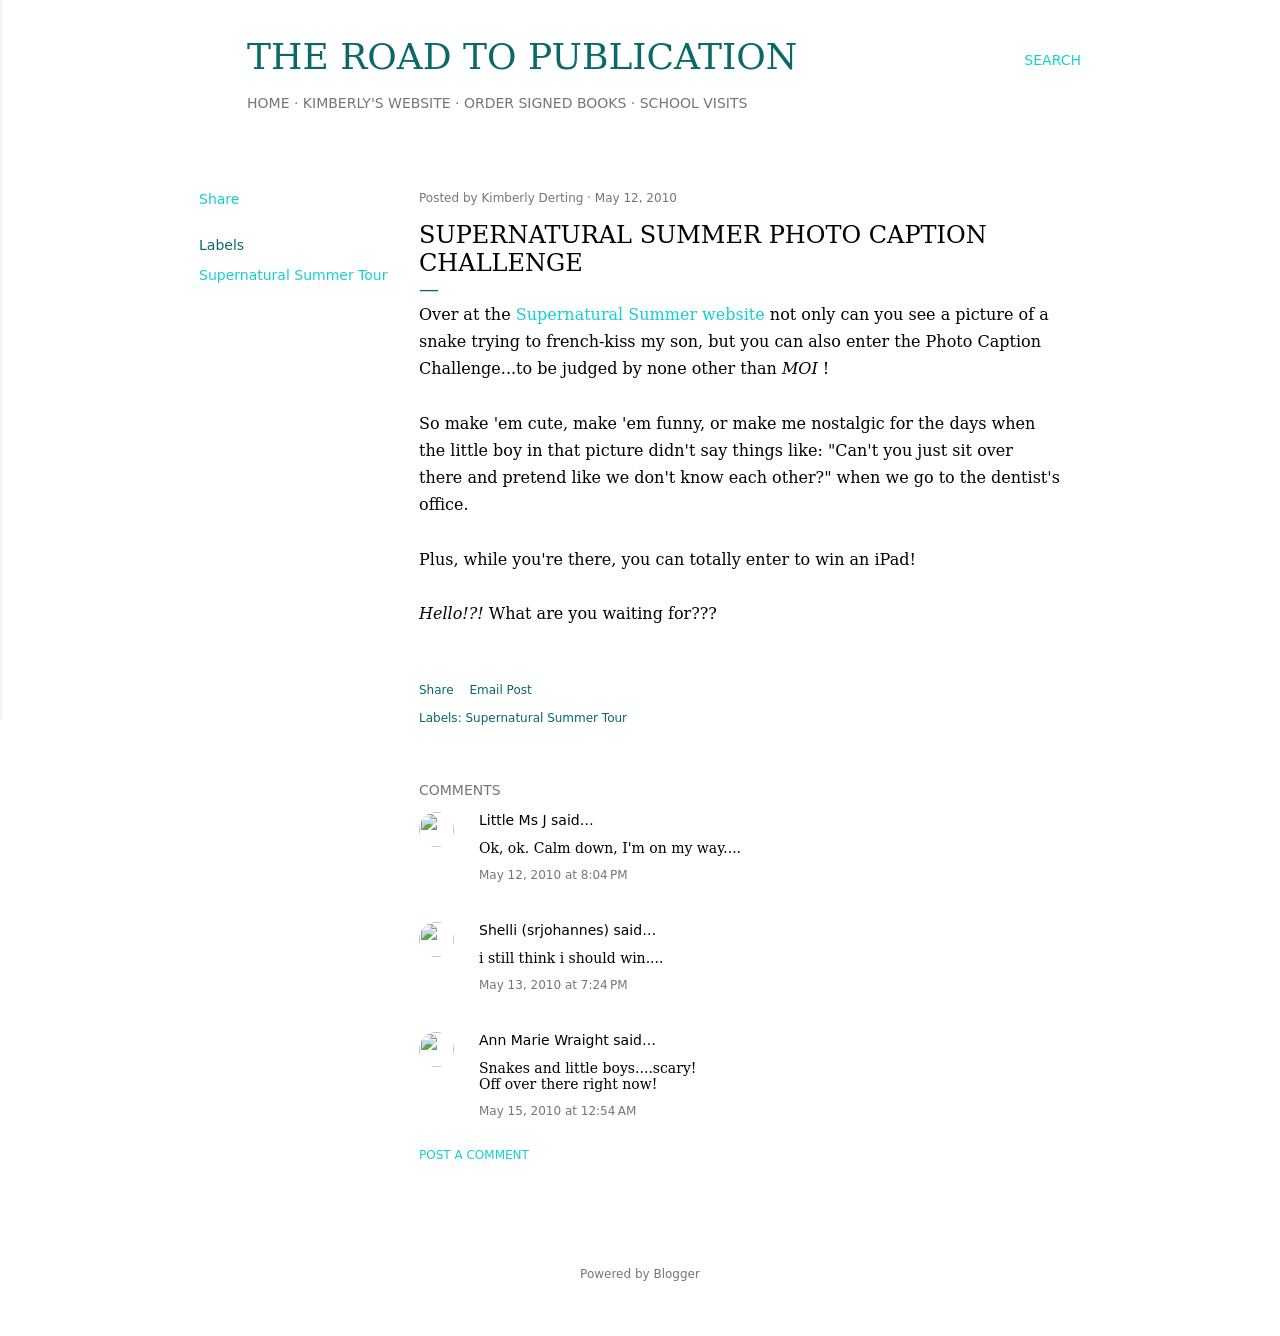 THE ROAD TO PUBLICATION
SEARCH
HOME · KIMBERLY'S WEBSITE · ORDER SIGNED BOOKS · SCHOOL VISITS
Share
Labels
Supernatural Summer Tour
Posted by Kimberly Derting · May 12, 2010
SUPERNATURAL SUMMER PHOTO CAPTION
CHALLENGE
Over at the Supernatural Summer website not only can you see a picture of a
snake trying to french-kiss my son, but you can also enter the Photo Caption
Challenge...to be judged by none other than MOI !
So make 'em cute, make 'em funny, or make me nostalgic for the days when
the little boy in that picture didn't say things like: "Can't you just sit over
there and pretend like we don't know each other?" when we go to the dentist's
office.
Plus, while you're there, you can totally enter to win an iPad!
Hello!?! What are you waiting for???
Share Email Post
Labels: Supernatural Summer Tour
COMMENTS
Little Ms J said…
Ok, ok. Calm down, I'm on my way....
May 12, 2010 at 8:04 PM
Shelli (srjohannes) said…
i still think i should win....
May 13, 2010 at 7:24 PM
Ann Marie Wraight said…
Snakes and little boys....scary!
Off over there right now!
May 15, 2010 at 12:54 AM
POST A COMMENT
Powered by Blogger